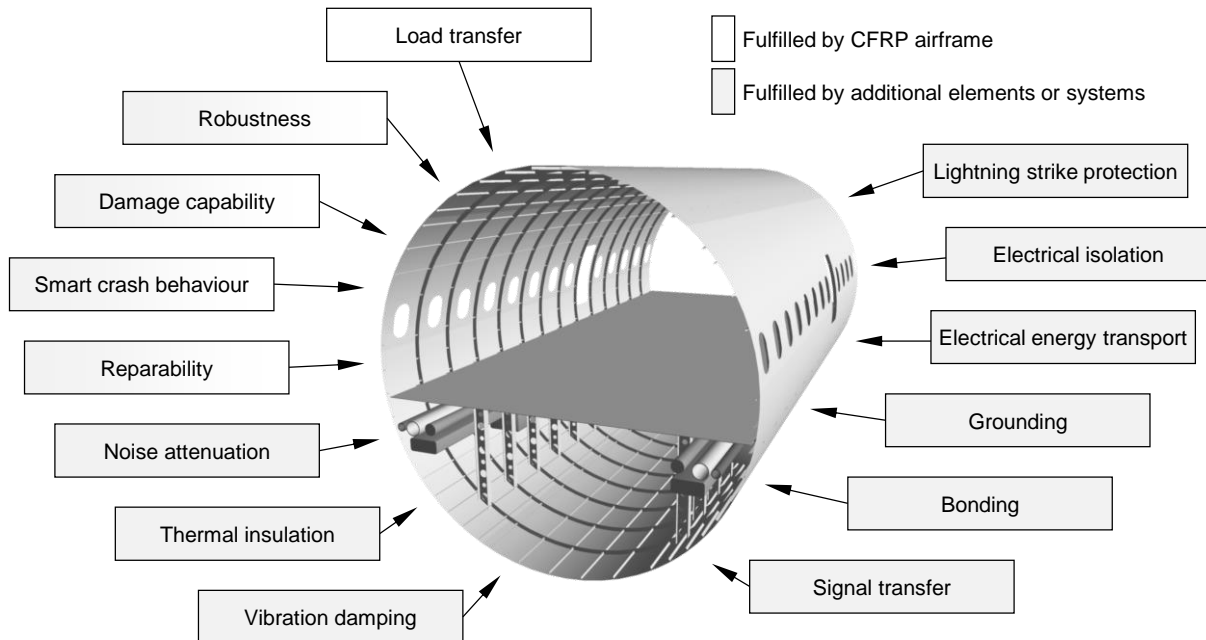 Load transfer
Fulfilled by CFRP airframe
Fulfilled by additional elements or systems
Robustness
Damage capability
Smart crash behaviour
Reparability
Noise attenuation
Thermal insulation
Vibration damping
Lightning strike protection
Electrical isolation
Electrical energy transport
Grounding
Bonding
Signal transfer